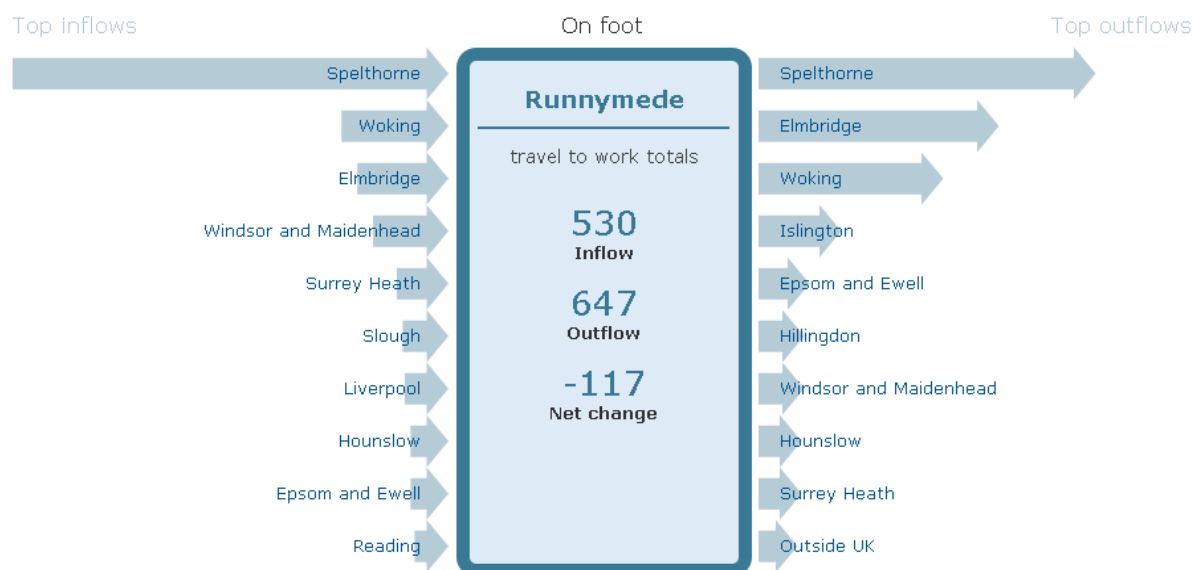 Top inflows
On foot
Top outflows
Spelthorne
Woking
Elmbridge
Windsor and Maidenhead
Surrey Heath
Slough
Liverpool
Hounslow
Epsom and Ewell
Reading
Runnymede
travel to work totals
530
Inflow
647
Outflow
-117
Net change
Spelthorne
Elmbridge
Woking
Islington
Epsom and Ewell
Hillingdon
Windsor and Maidenhead
Hounslow
Surrey Heath
Outside UK